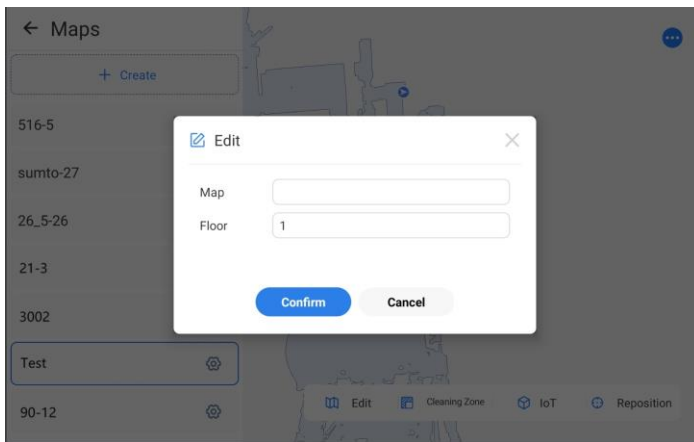 Maps
+ Create
516-5
sumto-27
26_5-26
21-3
3002
Test
90-12
Edit
Map
Floor 1
Confirm Cancel
Edit Cleaning Zone IoT Reposition